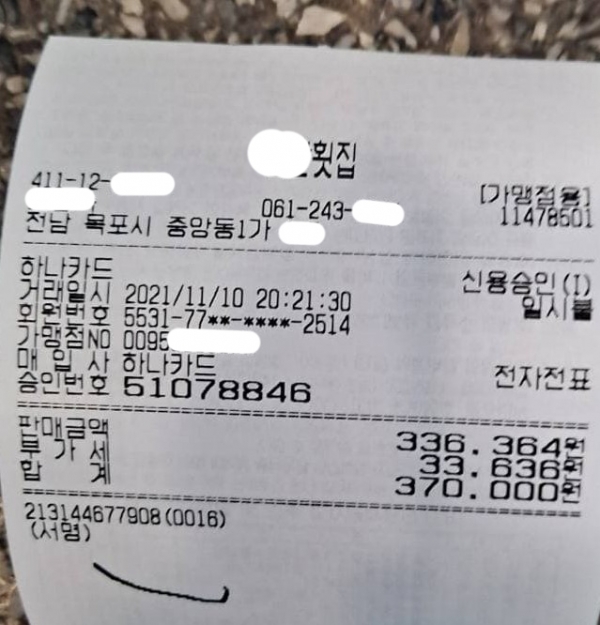 횟집
411-12-
[가맹점용]
061-243-
11478501
전남 목포시 중앙동1가
하나카드
신용승인(I)
거래일시 2021/11/10 20:21:30
일시불
회원번호 5531-77**-****-2514
가맹점NO 0095
매 입 사 하나카드
전자전표
승인번호 51078846
판매금액 336.364원
부 가 세 33.636원
합 계 370.000원
213144677908(0016)
(서명)